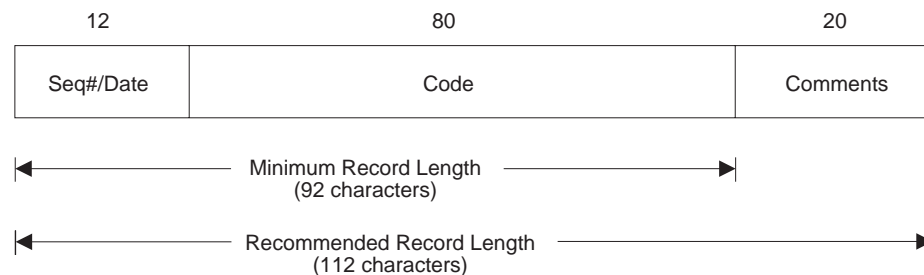 12 80 20
Seq#/Date Code Comments
Minimum Record Length
(92 characters)
Recommended Record Length
(112 characters)